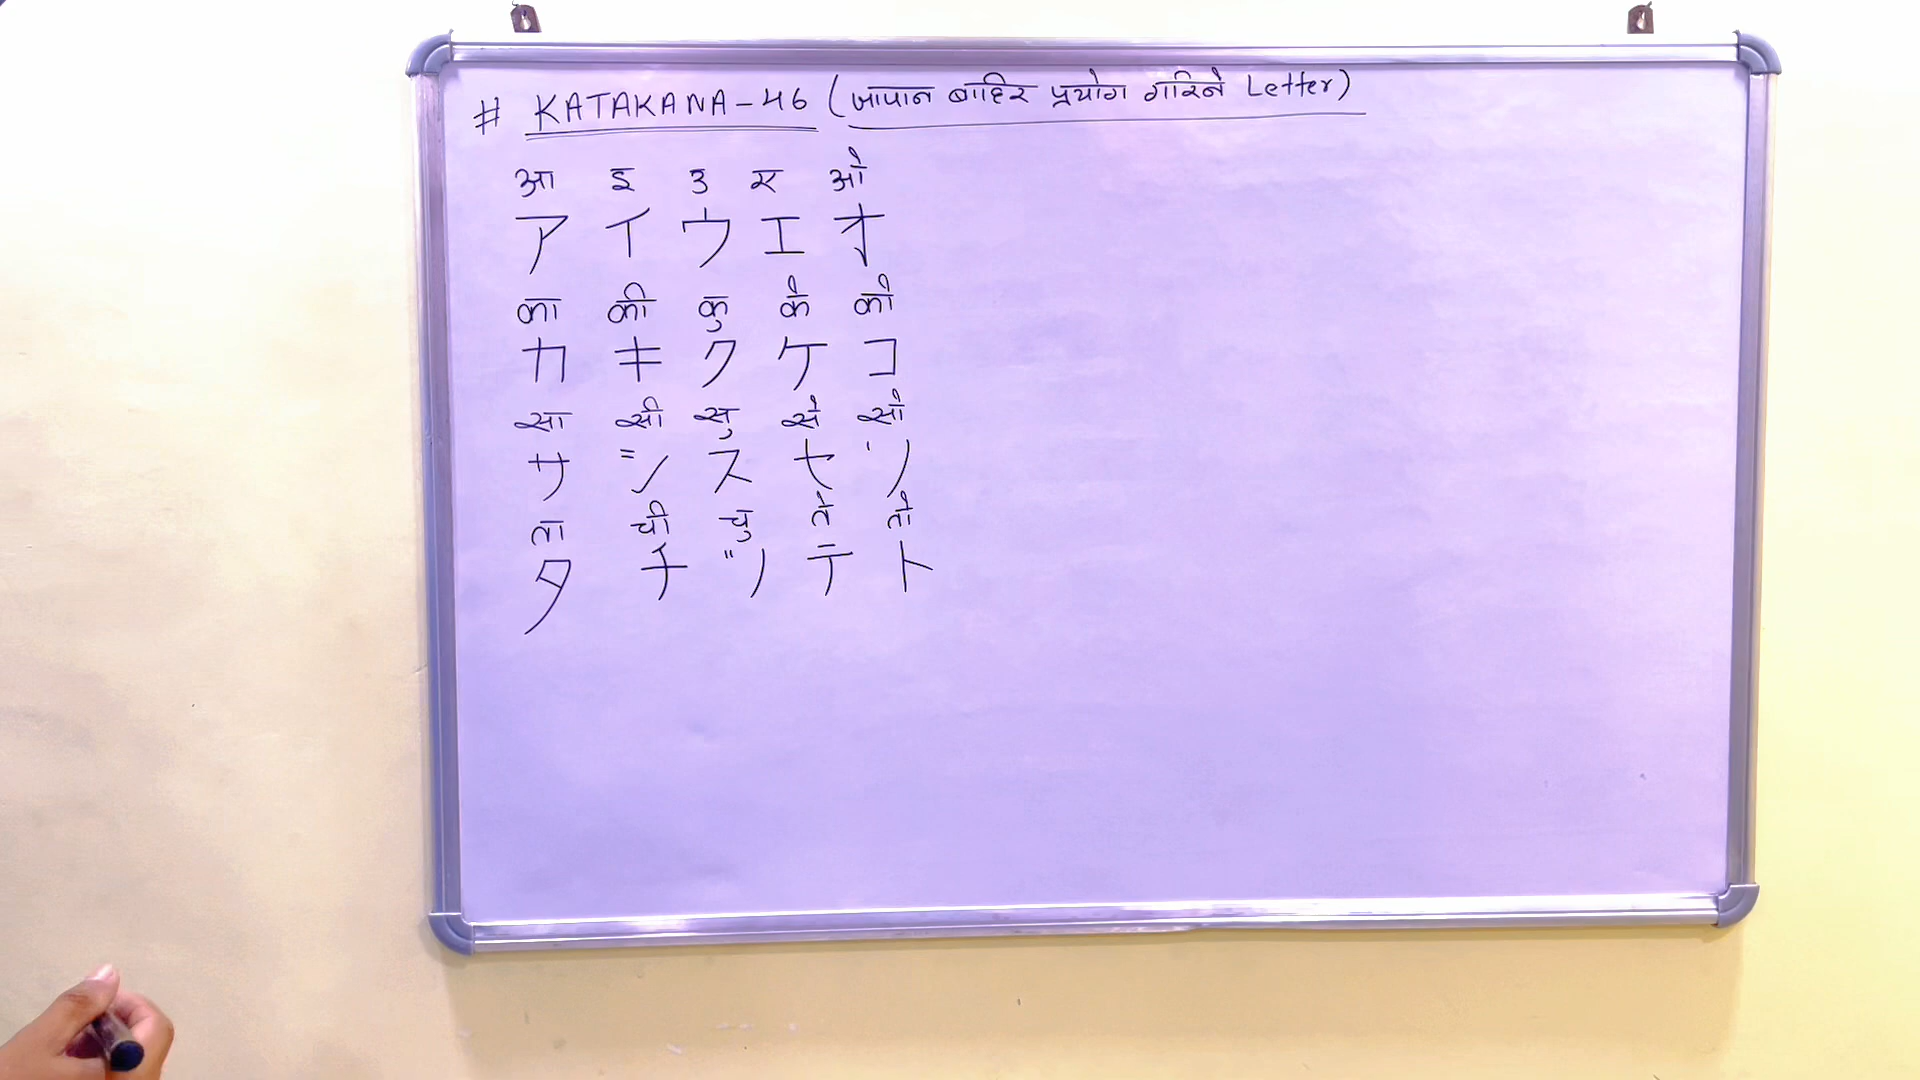 # KATAKANA-46 (जापान बाहिर प्रयोग गरिने Letter)
आ इ उ ए ओ
ア イ ウ エ オ
का की कु के को
カ キ ク ケ コ
सा सी सु से सो
サ シ ス セ ソ
ता ची चु ते तो
タ チ ツ テ ト